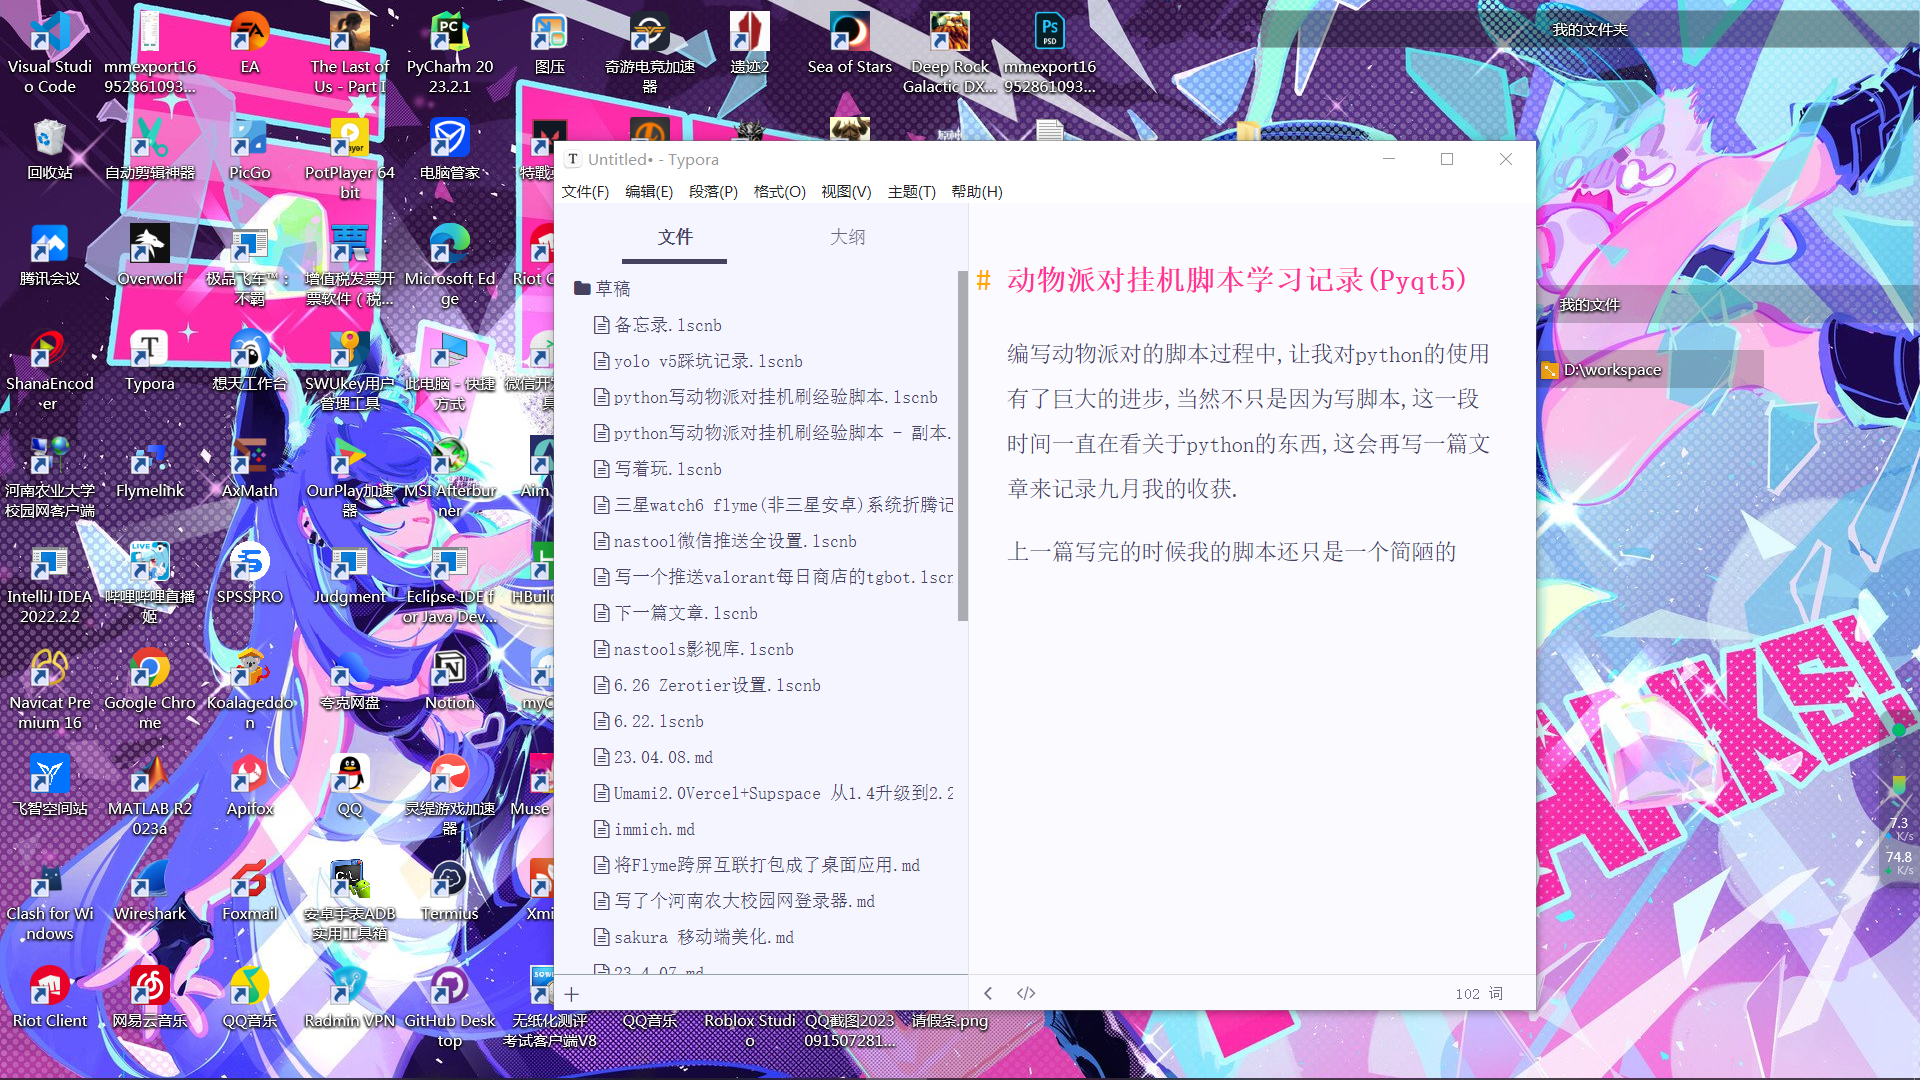 Visual Studi
o Code
mmexport16
952861093...
EA
The Last of
Us - Part I
PyCharm 20
23.2.1
图压
奇游电竞加速
器
遗迹2
Sea of Stars
Deep Rock
Galactic DX...
mmexport16
952861093...
我的文件夹
回收站
自动剪辑神器
PicGo
PotPlayer 64
bit
电脑管家
腾讯会议
Overwolf
极品飞车™：
不羁
增值税发票开
票软件（税...
Microsoft Ed
ge
Riot C
ShanaEncod
er
Typora
想天工作台
SWUkey用户
管理工具
此电脑 - 快捷
方式
微信开
河南农业大学
校园网客户端
Flymelink
AxMath
OurPlay加速
器
MSI Afterbur
ner
Aim
IntelliJ IDEA
2022.2.2
哔哩哔哩直播
姬
SPSSPRO
Judgment
Eclipse IDE f
or Java Dev...
HBuild
Navicat Pre
mium 16
Google Chro
me
Koalageddo
n
夸克网盘
Notion
myC
飞智空间站
MATLAB R2
023a
Apifox
QQ
灵缇游戏加速
器
Muse
Clash for Wi
ndows
Wireshark
Foxmail
安卓手表ADB
实用工具箱
Termius
Xmi
Riot Client
网易云音乐
QQ音乐
Radmin VPN
GitHub Desk
top
无纸化测评
考试客户端V8
QQ音乐
Roblox Studi
o
QQ截图2023
091507281...
请假条.png
Untitled• - Typora
文件(F) 编辑(E) 段落(P) 格式(O) 视图(V) 主题(T) 帮助(H)
文件 大纲
草稿
备忘录.lscnb
yolo v5踩坑记录.lscnb
python写动物派对挂机刷经验脚本.lscnb
python写动物派对挂机刷经验脚本 - 副本.
写着玩.lscnb
三星watch6 flyme(非三星安卓)系统折腾记
nastool微信推送全设置.lscnb
写一个推送valorant每日商店的tgbot.lscn
下一篇文章.lscnb
nastools影视库.lscnb
6.26 Zerotier设置.lscnb
6.22.lscnb
23.04.08.md
Umami2.0Vercel+Supspace 从1.4升级到2.2
immich.md
将Flyme跨屏互联打包成了桌面应用.md
写了个河南农大校园网登录器.md
sakura 移动端美化.md
23.4.07.md
# 动物派对挂机脚本学习记录(Pyqt5)
编写动物派对的脚本过程中,让我对python的使用
有了巨大的进步,当然不只是因为写脚本,这一段
时间一直在看关于python的东西,这会再写一篇文
章来记录九月我的收获.
上一篇写完的时候我的脚本还只是一个简陋的
102 词
我的文件
D:\workspace
7.3
K/s
74.8
K/s